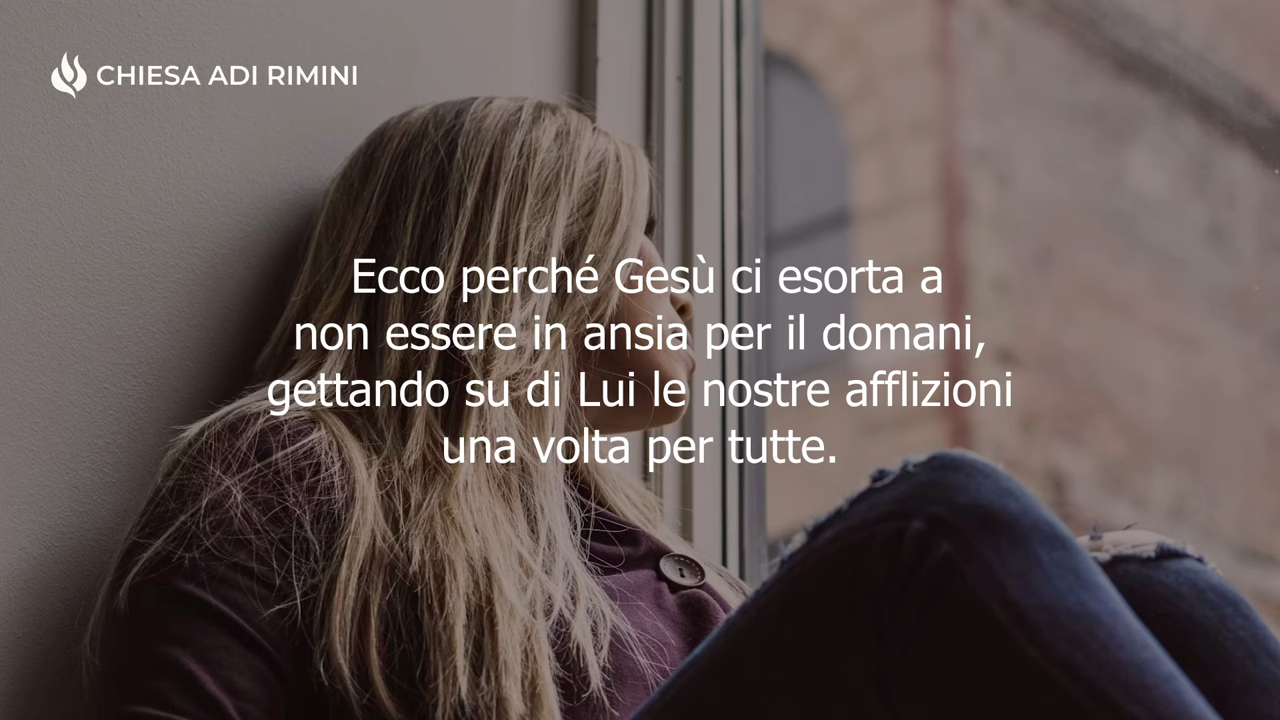 CHIESA ADI RIMINI
Ecco perché Gesù ci esorta a
non essere in ansia per il domani,
gettando su di Lui le nostre afflizioni
una volta per tutte.